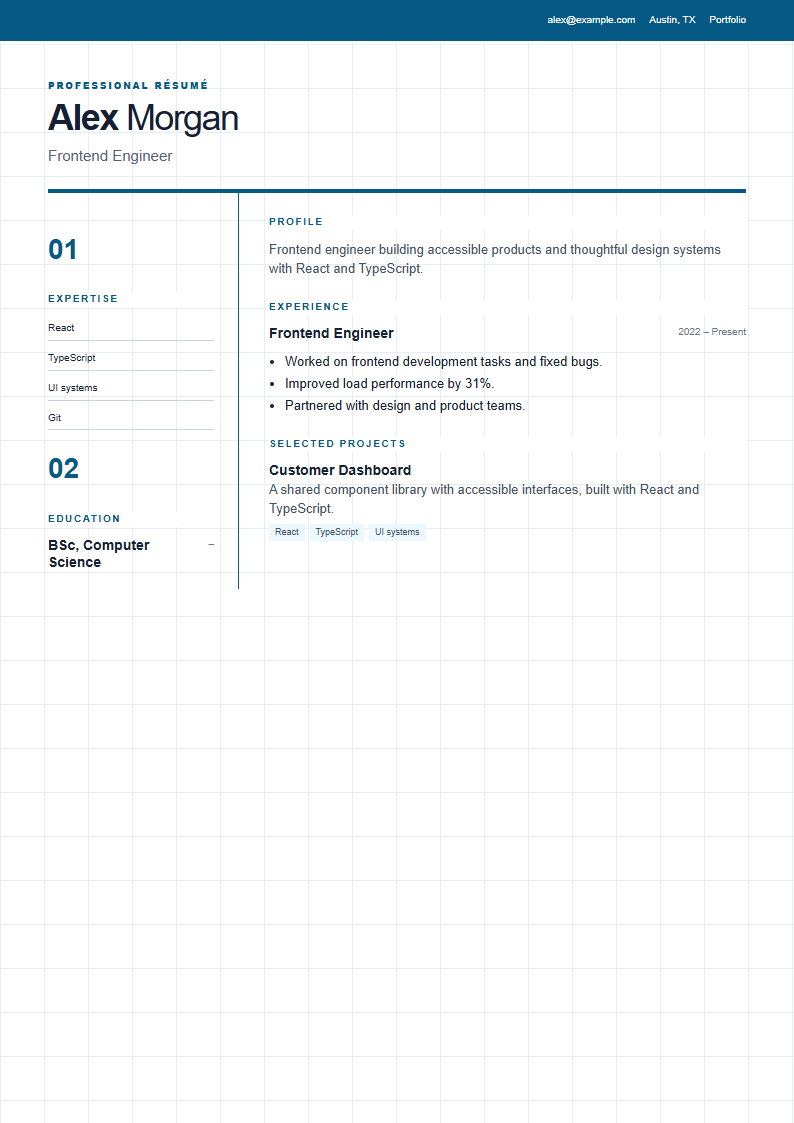 alex@example.com Austin, TX Portfolio
PROFESSIONAL RÉSUMÉ
Alex Morgan
Frontend Engineer
01
EXPERTISE
React
TypeScript
UI systems
Git
02
EDUCATION
BSc, Computer –
Science
PROFILE
Frontend engineer building accessible products and thoughtful design systems
with React and TypeScript.
EXPERIENCE
Frontend Engineer 2022 – Present
• Worked on frontend development tasks and fixed bugs.
• Improved load performance by 31%.
• Partnered with design and product teams.
SELECTED PROJECTS
Customer Dashboard
A shared component library with accessible interfaces, built with React and
TypeScript.
React TypeScript UI systems